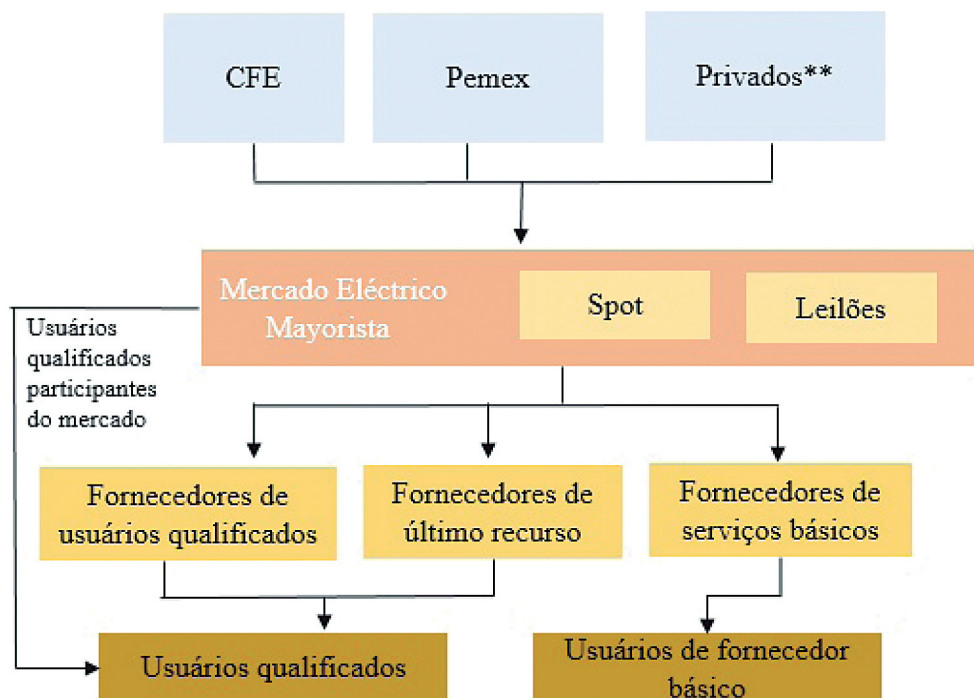 CFE
Pemex
Privados**
Mercado Eléctrico
Mayorista
Spot
Leilões
Usuários
qualificados
participantes
do mercado
Fornecedores de
usuários qualificados
Fornecedores de
último recurso
Fornecedores de
serviços básicos
Usuários qualificados
Usuários de fornecedor
básico